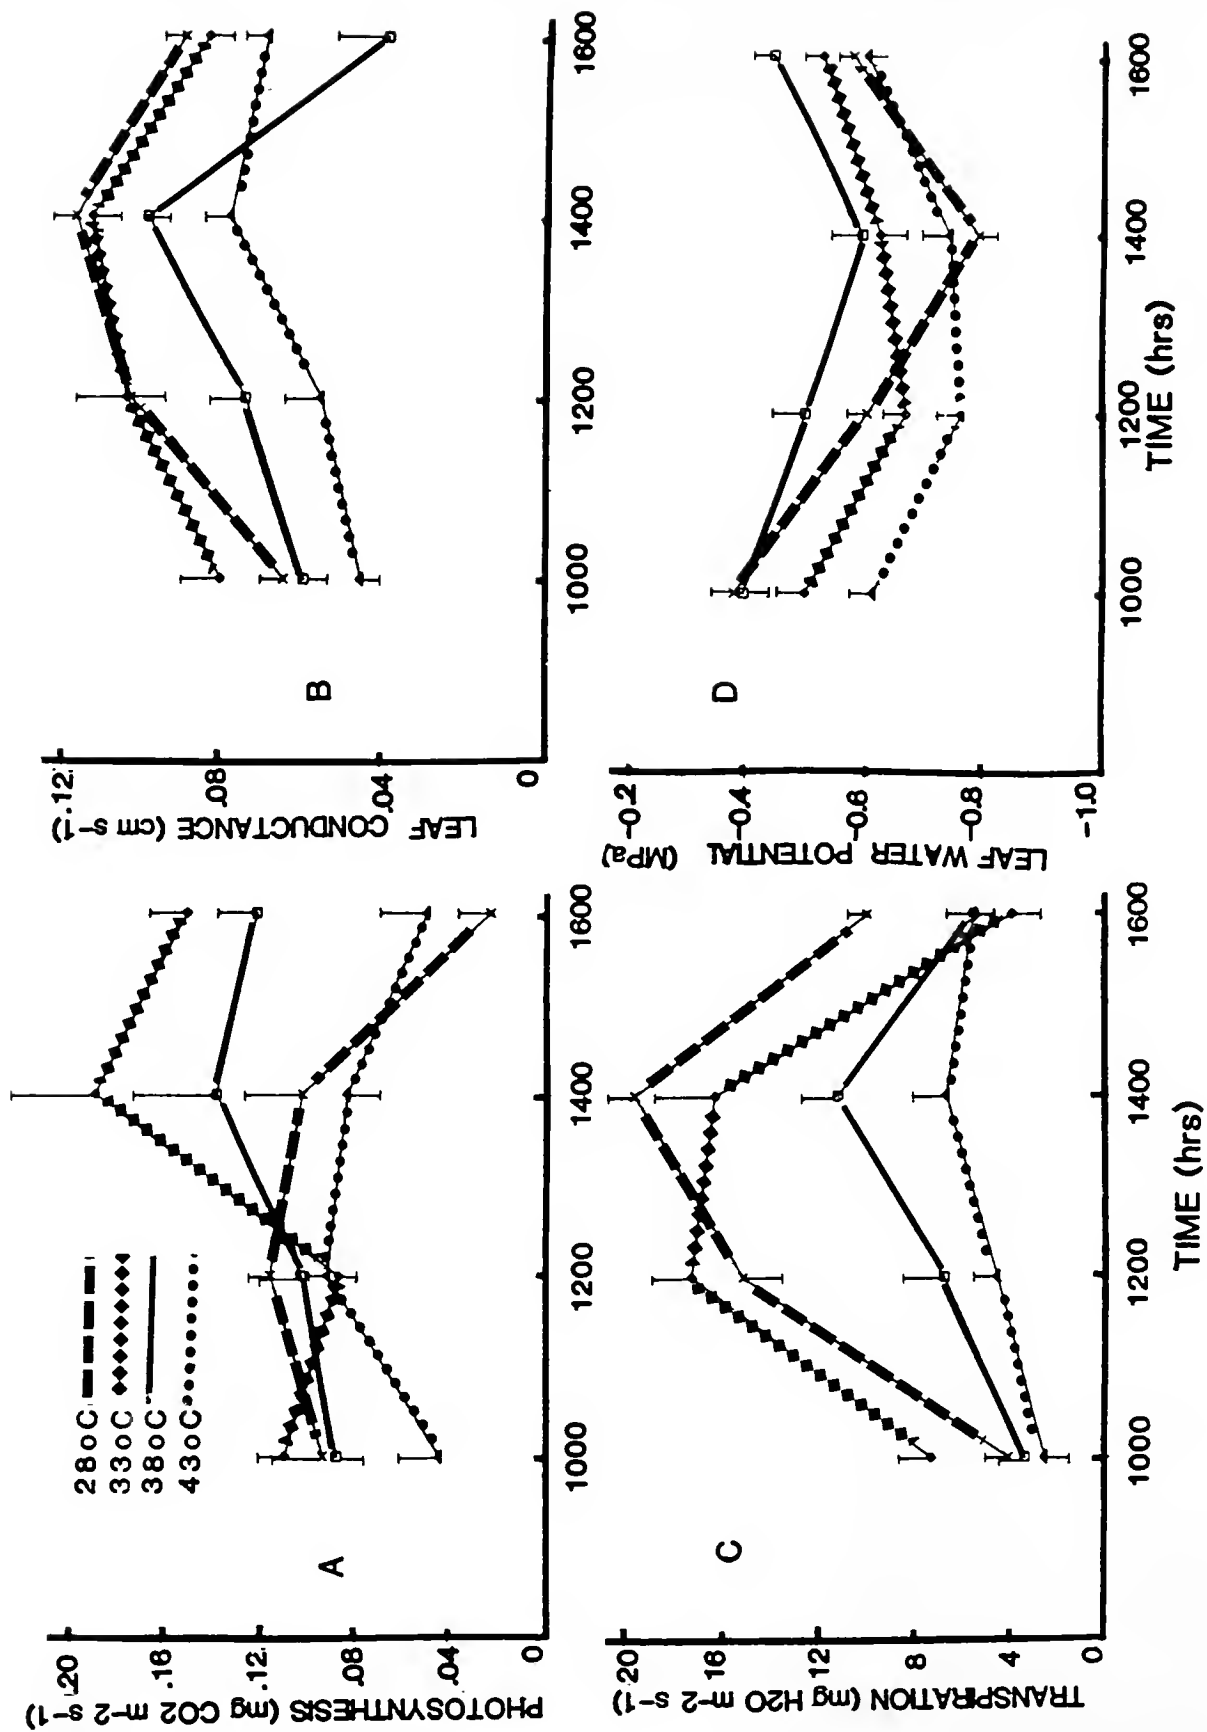 28oC
33oC
38oC
43oC
PHOTOSYNTHESIS (mg CO2 m-2 s-1)
.20
.12.
.08
.04
0
A
1000
1200
1400
1600
LEAF CONDUCTANCE (cm s-1)
.12.
.08
.04
0
B
1000
1200
1400
1600
TRANSPIRATION (mg H2O m-2 s-1)
20
16
12
8
4
0
C
1000
1200
1400
1600
TIME (hrs)
LEAF WATER POTENTIAL
(MPa)
-0.2
-0.4
-0.6
-0.8
-1.0
D
1000
1200
1400
1600
TIME (hrs)